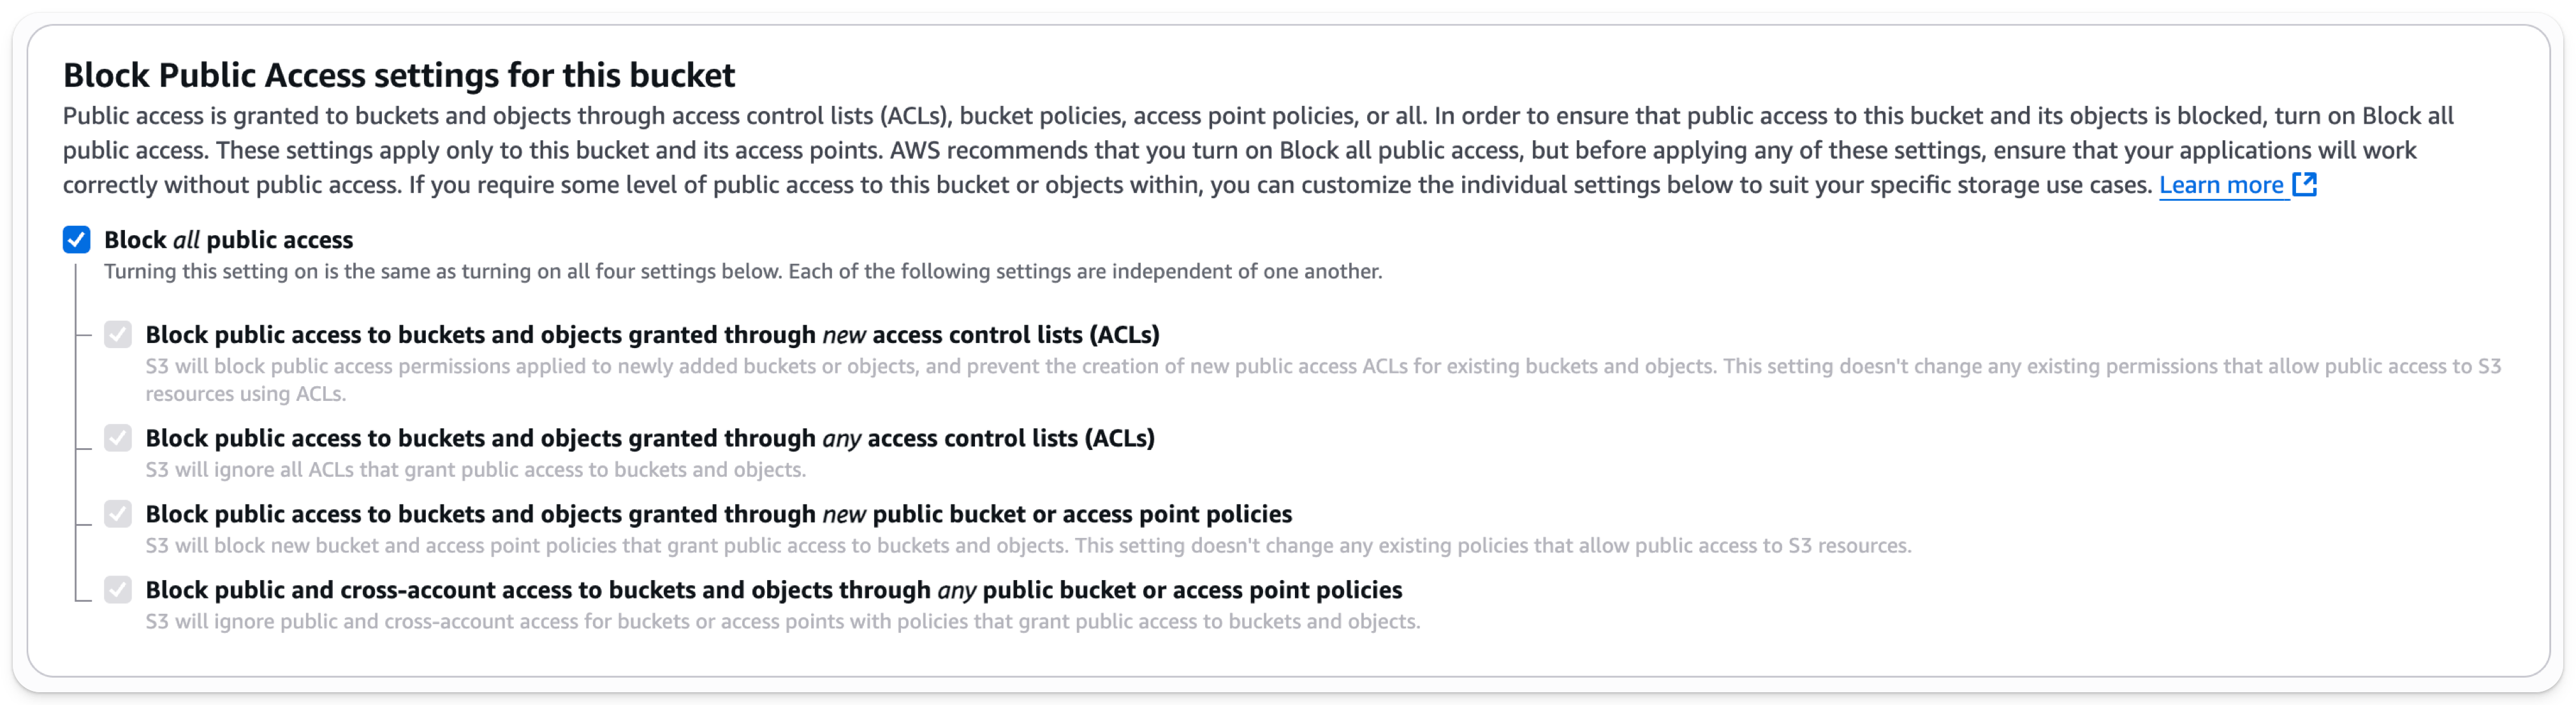 Block Public Access settings for this bucket
Public access is granted to buckets and objects through access control lists (ACLs), bucket policies, access point policies, or all. In order to ensure that public access to this bucket and its objects is blocked, turn on Block all
public access. These settings apply only to this bucket and its access points. AWS recommends that you turn on Block all public access, but before applying any of these settings, ensure that your applications will work
correctly without public access. If you require some level of public access to this bucket or objects within, you can customize the individual settings below to suit your specific storage use cases. Learn more
Block all public access
Turning this setting on is the same as turning on all four settings below. Each of the following settings are independent of one another.
Block public access to buckets and objects granted through new access control lists (ACLs)
S3 will block public access permissions applied to newly added buckets or objects, and prevent the creation of new public access ACLs for existing buckets and objects. This setting doesn't change any existing permissions that allow public access to S3
resources using ACLs.
Block public access to buckets and objects granted through any access control lists (ACLs)
S3 will ignore all ACLs that grant public access to buckets and objects.
Block public access to buckets and objects granted through new public bucket or access point policies
S3 will block new bucket and access point policies that grant public access to buckets and objects. This setting doesn't change any existing policies that allow public access to S3 resources.
Block public and cross-account access to buckets and objects through any public bucket or access point policies
S3 will ignore public and cross-account access for buckets or access points with policies that grant public access to buckets and objects.